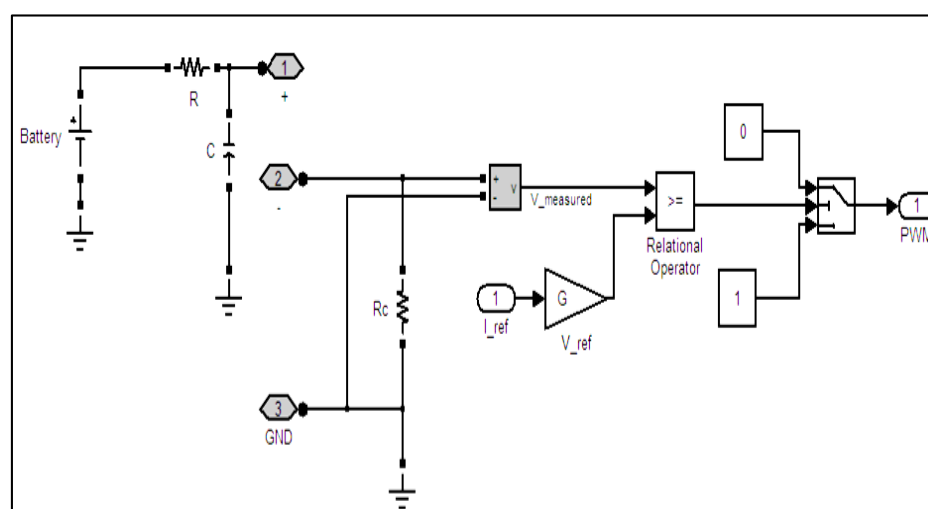 1
+
R
Battery
+
C
2
-
+
-
v
V_measured
>=
Relational
Operator
0
1
1
PWM
Rc
1
I_ref
G
V_ref
3
GND